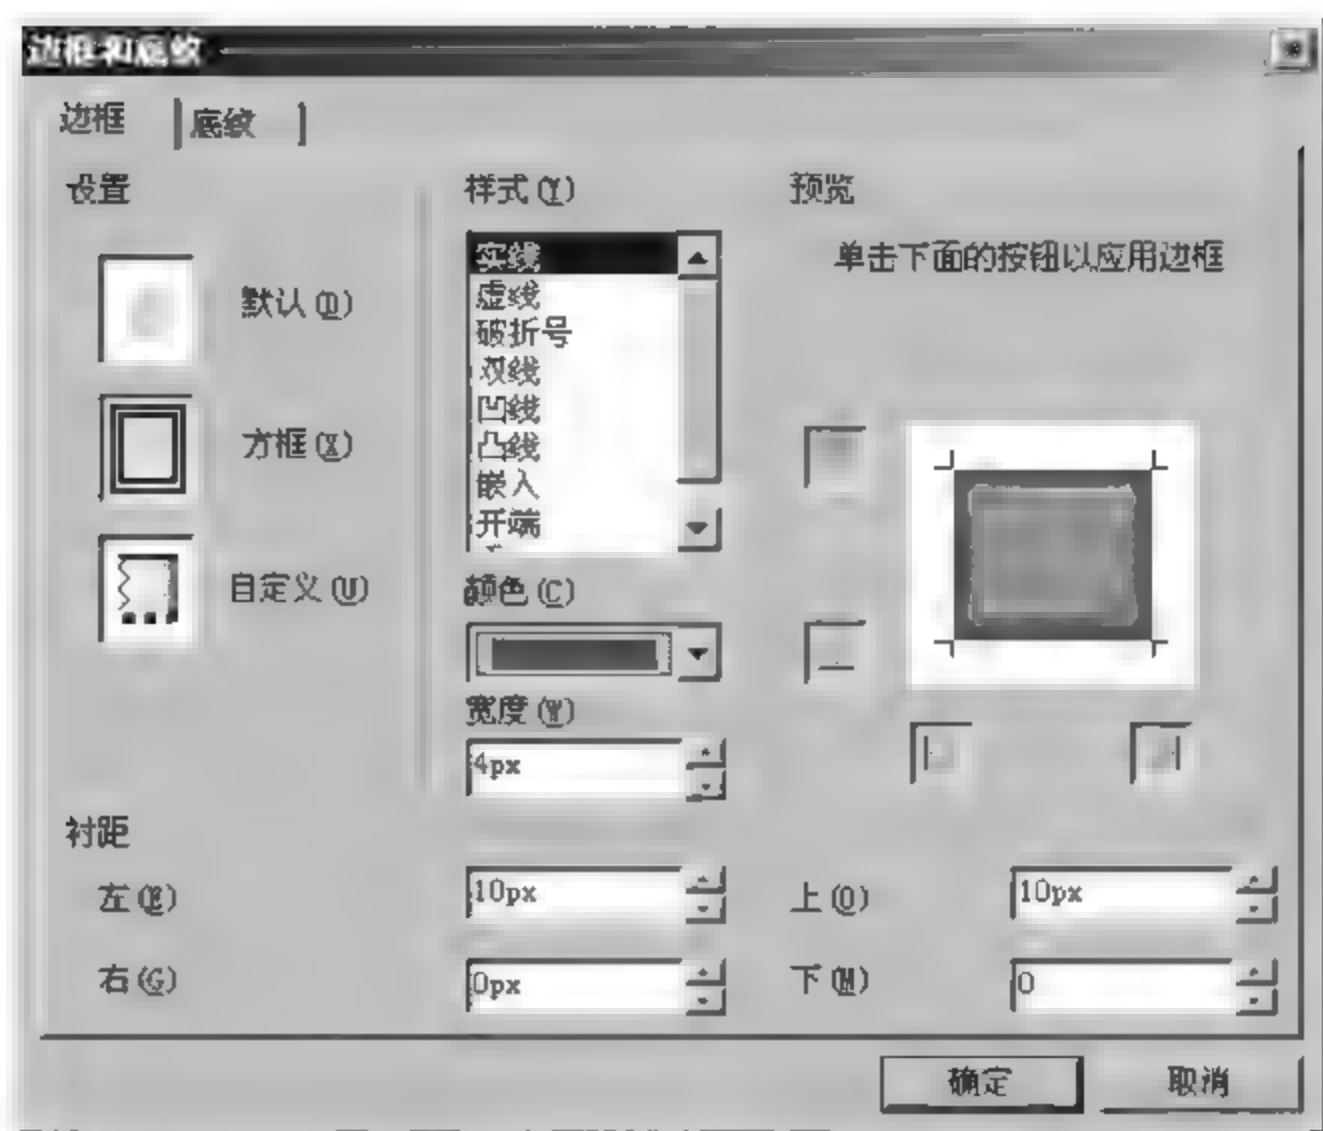 边框和底纹
边框 底纹
设置
默认(D)
方框(X)
自定义(U)
样式(Y)
实线
虚线
破折号
双线
凹线
凸线
嵌入
开端
颜色(C)
宽度(W)
4px
预览
单击下面的按钮以应用边框
衬距
左(E) 10px 上(O) 10px
右(G) 0px 下(M) 0
确定 取消